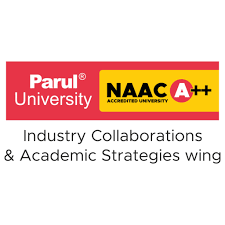 Parul®
University
NAAC A++
ACCREDITED UNIVERSITY
Industry Collaborations
& Academic Strategies wing